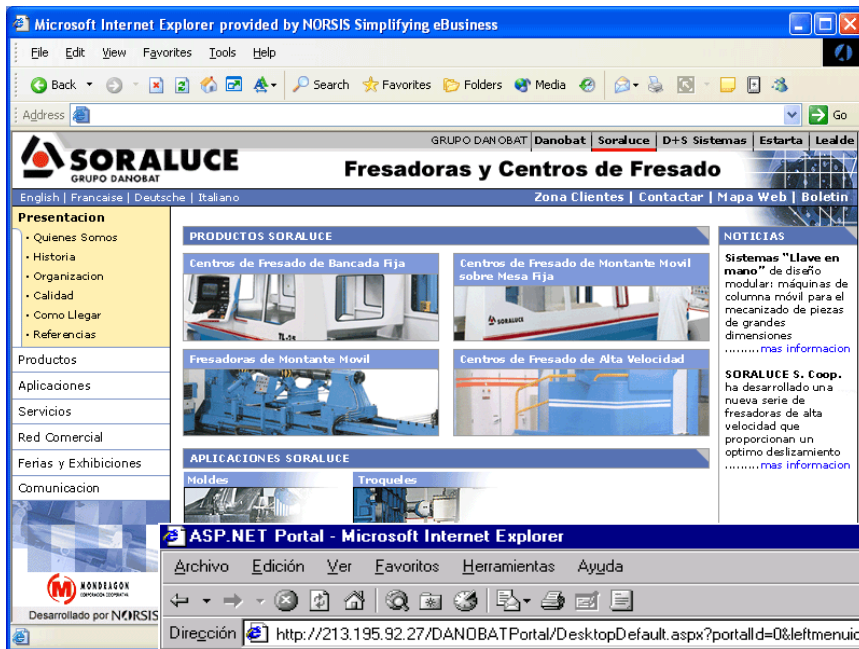 Microsoft Internet Explorer provided by NORSIS Simplifying eBusiness
File Edit View Favorites Tools Help
Back Search Favorites Folders Media
Address Go
GRUPO DANOBAT Danobat Soraluce D+S Sistemas Estarta Lealde
SORALUCE
GRUPO DANOBAT
Fresadoras y Centros de Fresado
English | Francaise | Deutsche | Italiano
Zona Clientes | Contactar | Mapa Web | Boletin
Presentacion
· Quienes Somos
· Historia
· Organizacion
· Calidad
· Como Llegar
· Referencias
Productos
Aplicaciones
Servicios
Red Comercial
Ferias y Exhibiciones
Comunicacion
MONDRAGON
CORPORACION COOPERATIVA
Desarrollado por NORSIS
PRODUCTOS SORALUCE
Centros de Fresado de Bancada Fija
TL-25
Centros de Fresado de Montante Movil
sobre Mesa Fija
SORALUCE
Fresadoras de Montante Movil
Centros de Fresado de Alta Velocidad
APLICACIONES SORALUCE
Moldes
Troqueles
NOTICIAS
Sistemas "Llave en
mano" de diseño
modular: máquinas de
columna móvil para el
mecanizado de piezas
de grandes
dimensiones
.........mas informacion
SORALUCE S. Coop.
ha desarrollado una
nueva serie de
fresadoras de alta
velocidad que
proporcionan un
optimo deslizamiento
.........mas informacion
ASP.NET Portal - Microsoft Internet Explorer
Archivo Edición Ver Favoritos Herramientas Ayuda
Dirección http://213.195.92.27/DANOBATPortal/DesktopDefault.aspx?portalId=0&leftmenuic